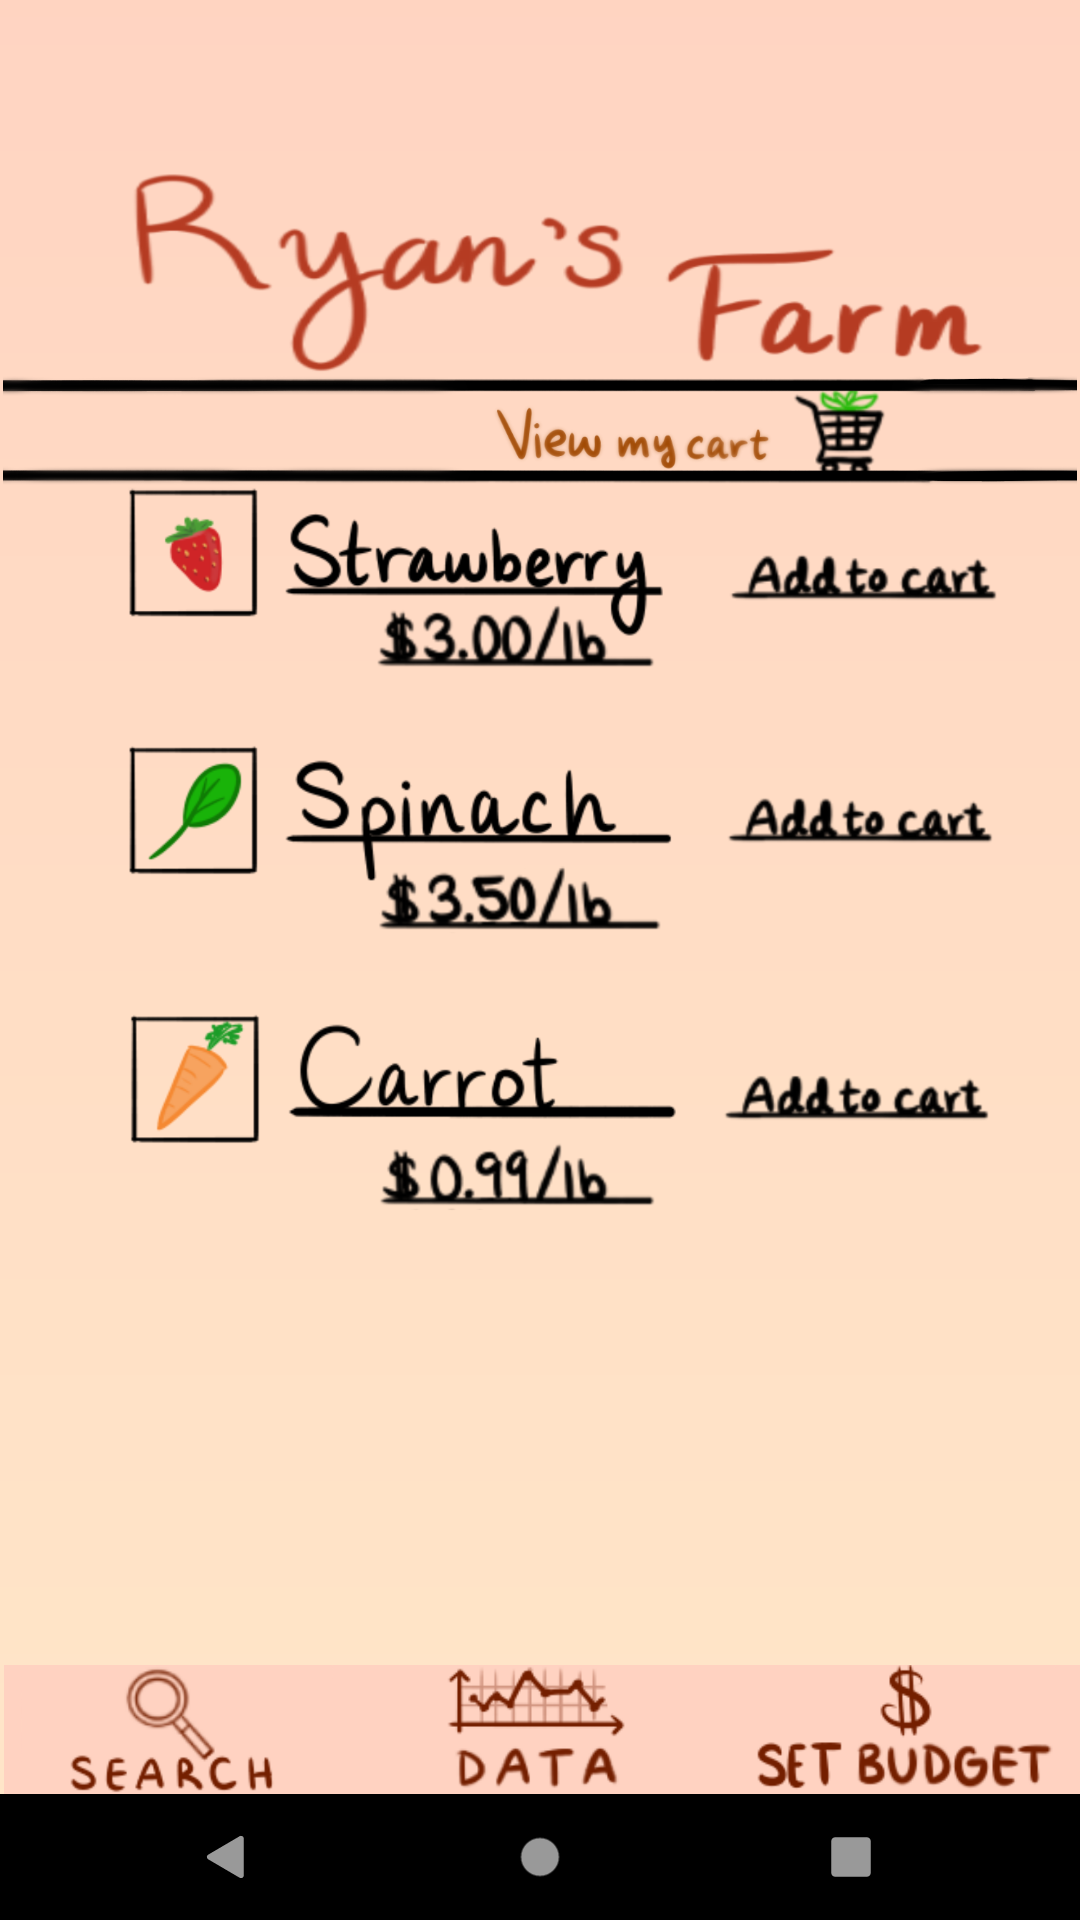 Ryan's Farm
View my cart
Strawberry
Add to cart
$3.00/lb
Spinach
Add to cart
$3.50/lb
Carrot
Add to cart
$0.99/lb
SEARCH
DATA
$
SET BUDGET